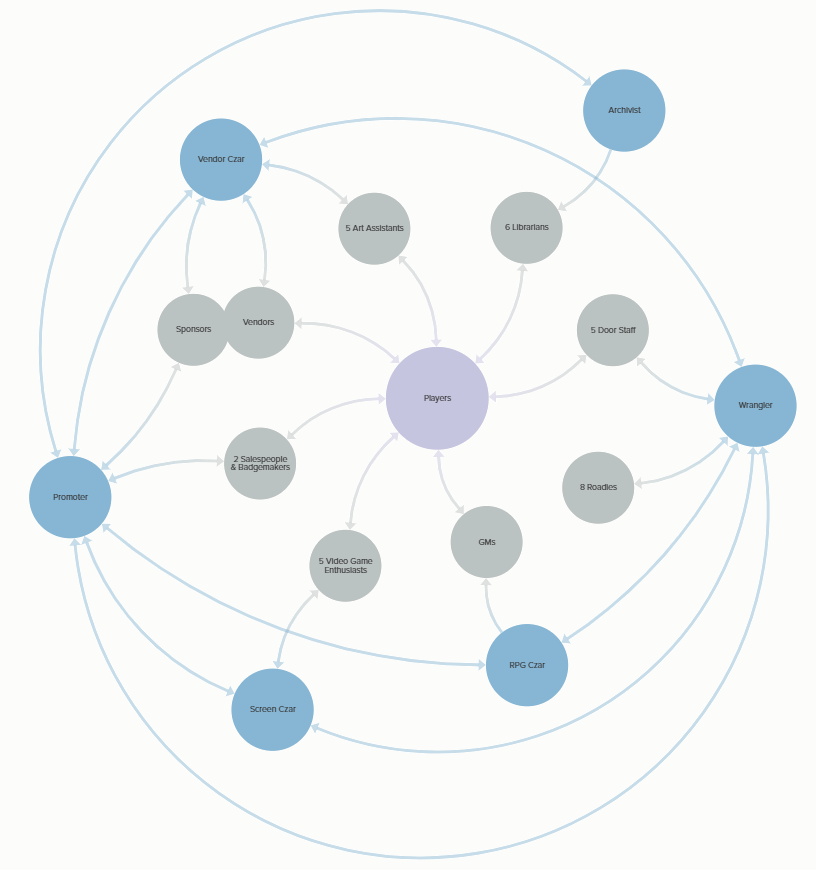 Archivist
Vendor Czar
5 Art Assistants
6 Librarians
Sponsors
Vendors
5 Door Staff
Players
Wrangler
2 Salespeople
& Badgemakers
Promoter
8 Roadies
5 Video Game
Enthusiasts
GMs
RPG Czar
Screen Czar